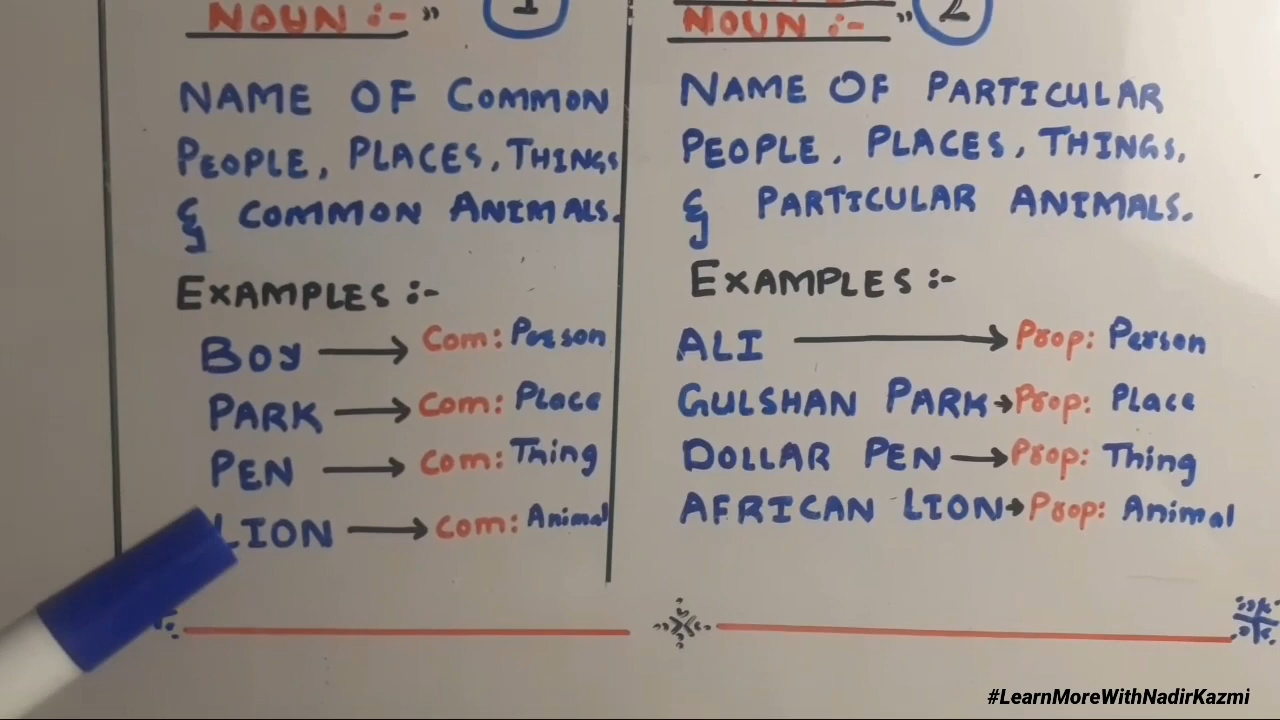 NOUN :- ” 1
NAME OF COMMON
PEOPLE, PLACES, THINGS
& COMMON ANIMALS.
EXAMPLES :-
BOY → Com: Person
PARK → Com: Place
PEN → Com: Thing
LION → Com: Animal
NOUN :- ” 2
NAME OF PARTICULAR
PEOPLE, PLACES, THINGS,
& PARTICULAR ANIMALS.
EXAMPLES :-
ALI → Prop: Person
GULSHAN PARK → Prop: Place
DOLLAR PEN → Prop: Thing
AFRICAN LION → Prop: Animal
#LearnMoreWithNadirKazmi